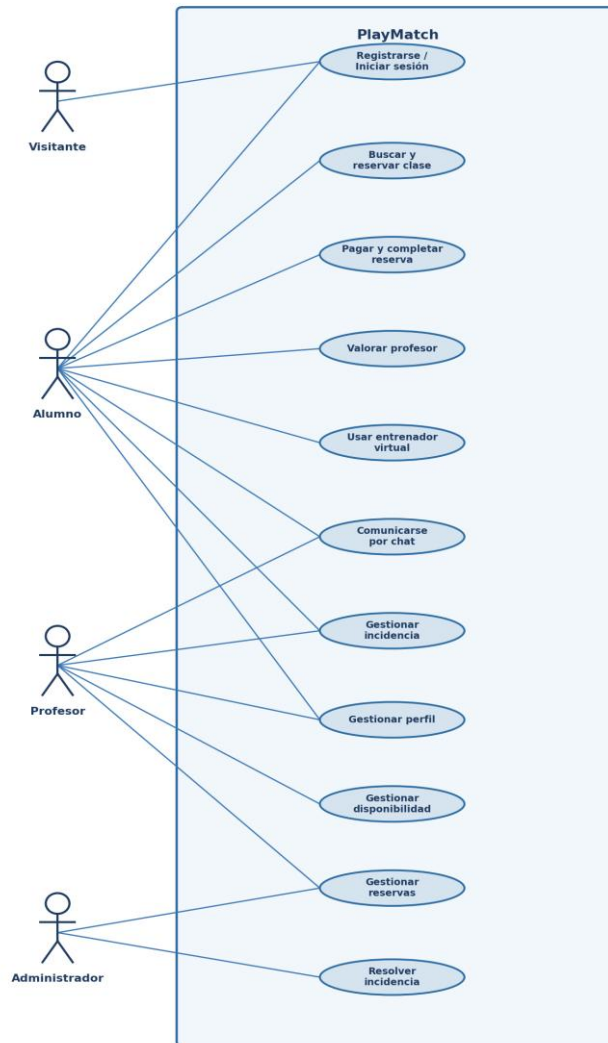 PlayMatch
Registrarse /
Iniciar sesión
Visitante
Buscar y
reservar clase
Pagar y completar
reserva
Valorar profesor
Alumno
Usar entrenador
virtual
Comunicarse
por chat
Gestionar
incidencia
Profesor
Gestionar perfil
Gestionar
disponibilidad
Gestionar
reservas
Administrador
Resolver
incidencia